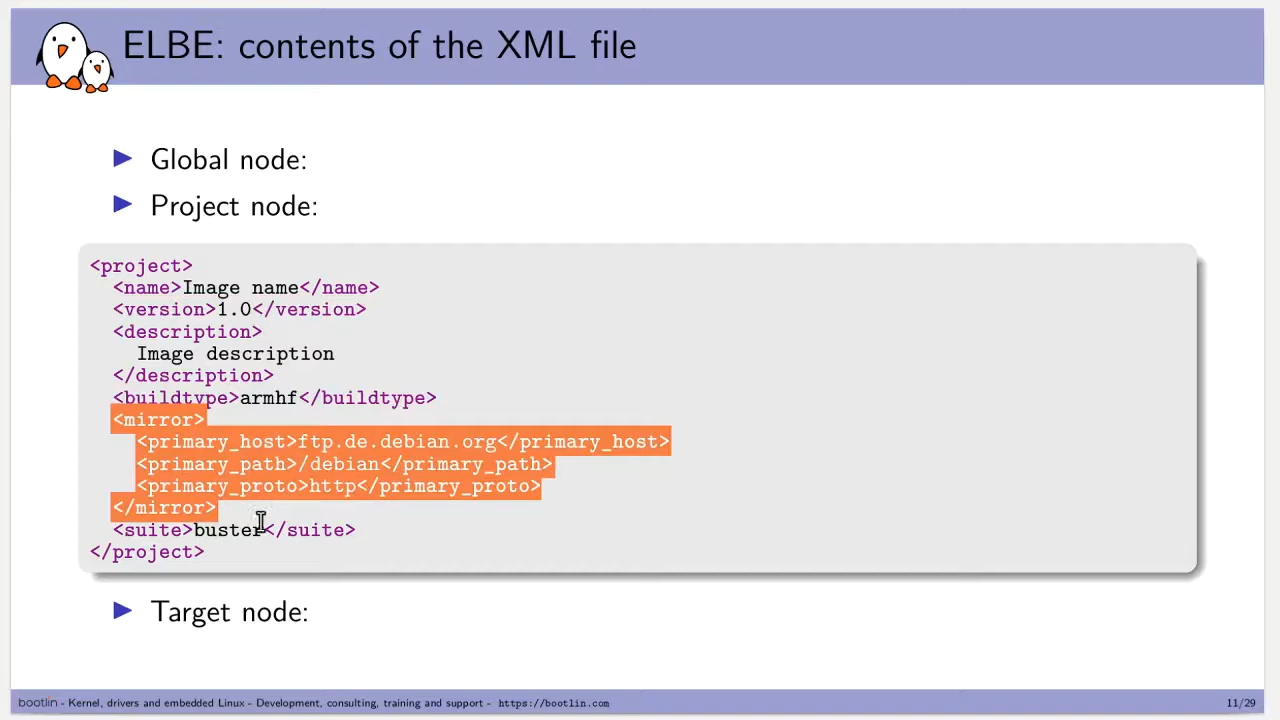 ELBE: contents of the XML file
Global node:
Project node:
<project>
<name>Image name</name>
<version>1.0</version>
<description>
Image description
</description>
<buildtype>armhf</buildtype>
<mirror>
<primary_host>ftp.de.debian.org</primary_host>
<primary_path>/debian</primary_path>
<primary_proto>http</primary_proto>
</mirror>
<suite>buster</suite>
</project>
Target node:
bootlin - Kernel, drivers and embedded Linux - Development, consulting, training and support - https://bootlin.com 11/29